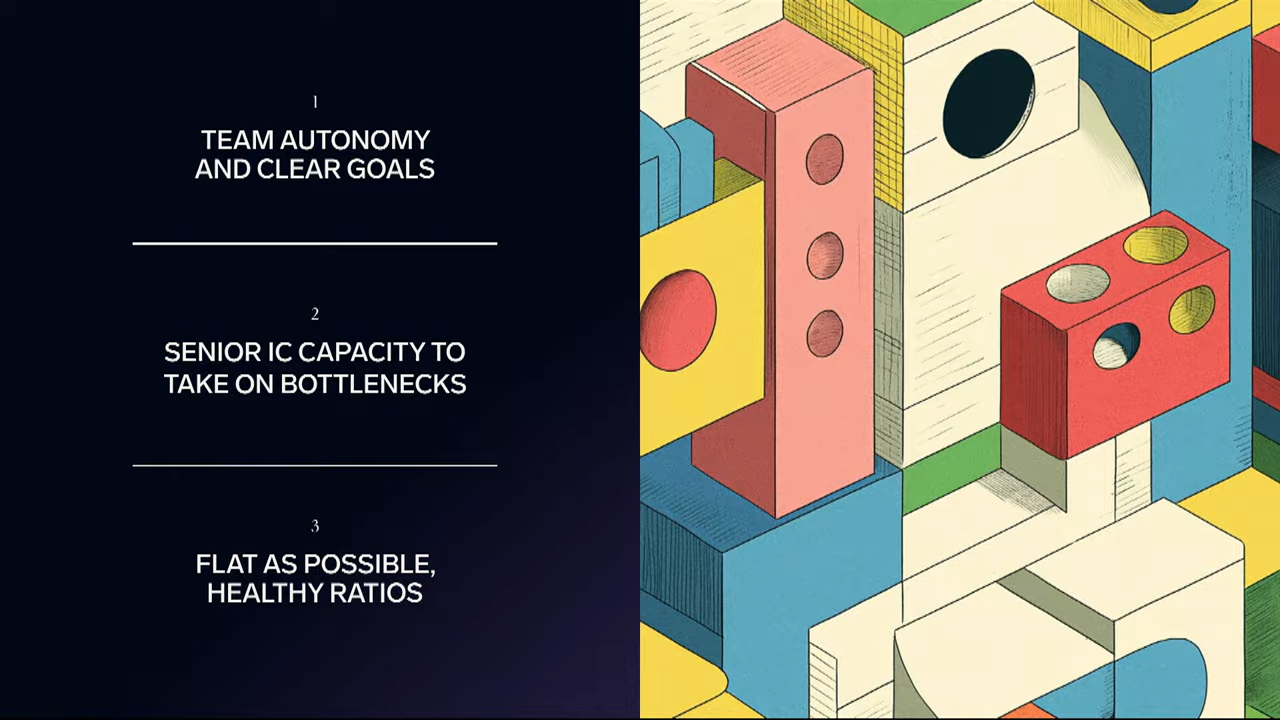 1
TEAM AUTONOMY
AND CLEAR GOALS
2
SENIOR IC CAPACITY TO
TAKE ON BOTTLENECKS
3
FLAT AS POSSIBLE,
HEALTHY RATIOS